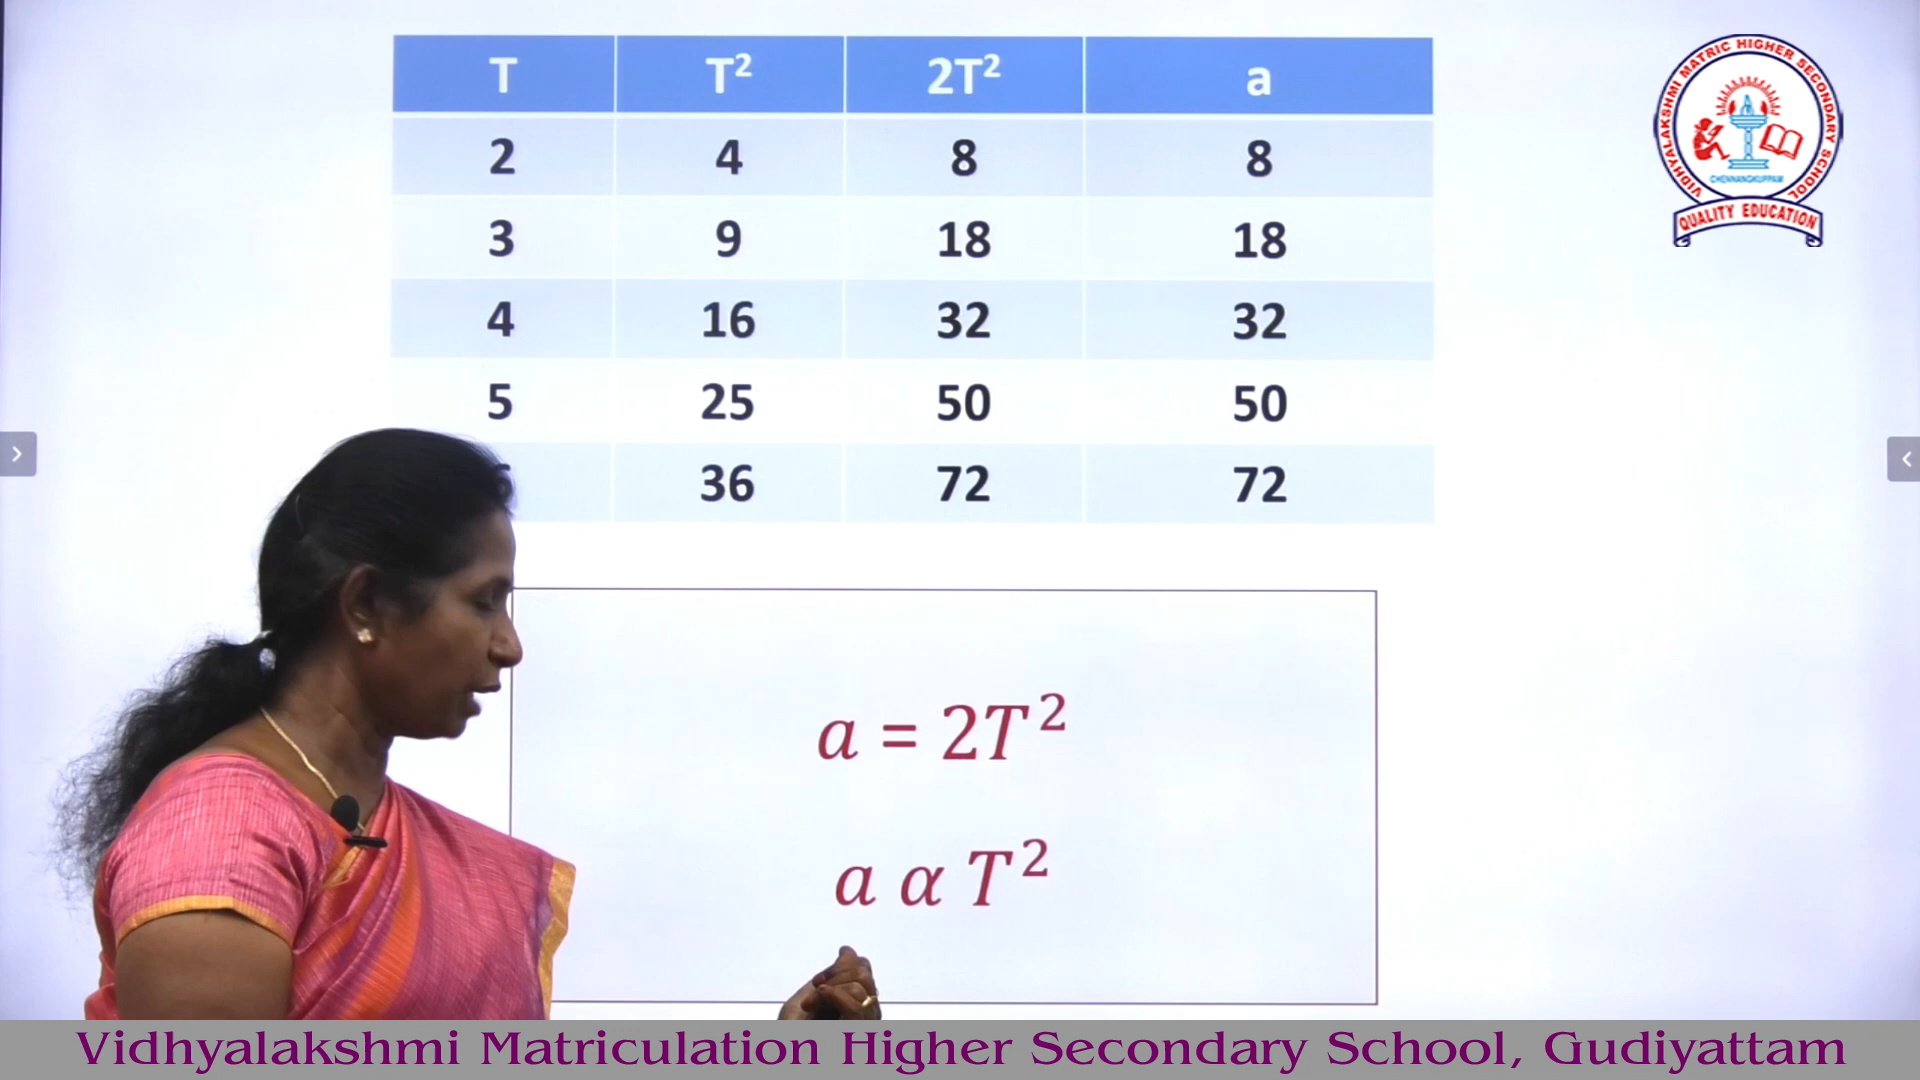 T T² 2T² a
2 4 8 8
3 9 18 18
4 16 32 32
5 25 50 50
36 72 72
a = 2T²
a α T²
VIDHYALAKSHMI MATRIC HIGHER SECONDARY SCHOOL
CHENNANGKUPPAM
QUALITY EDUCATION
Vidhyalakshmi Matriculation Higher Secondary School, Gudiyattam